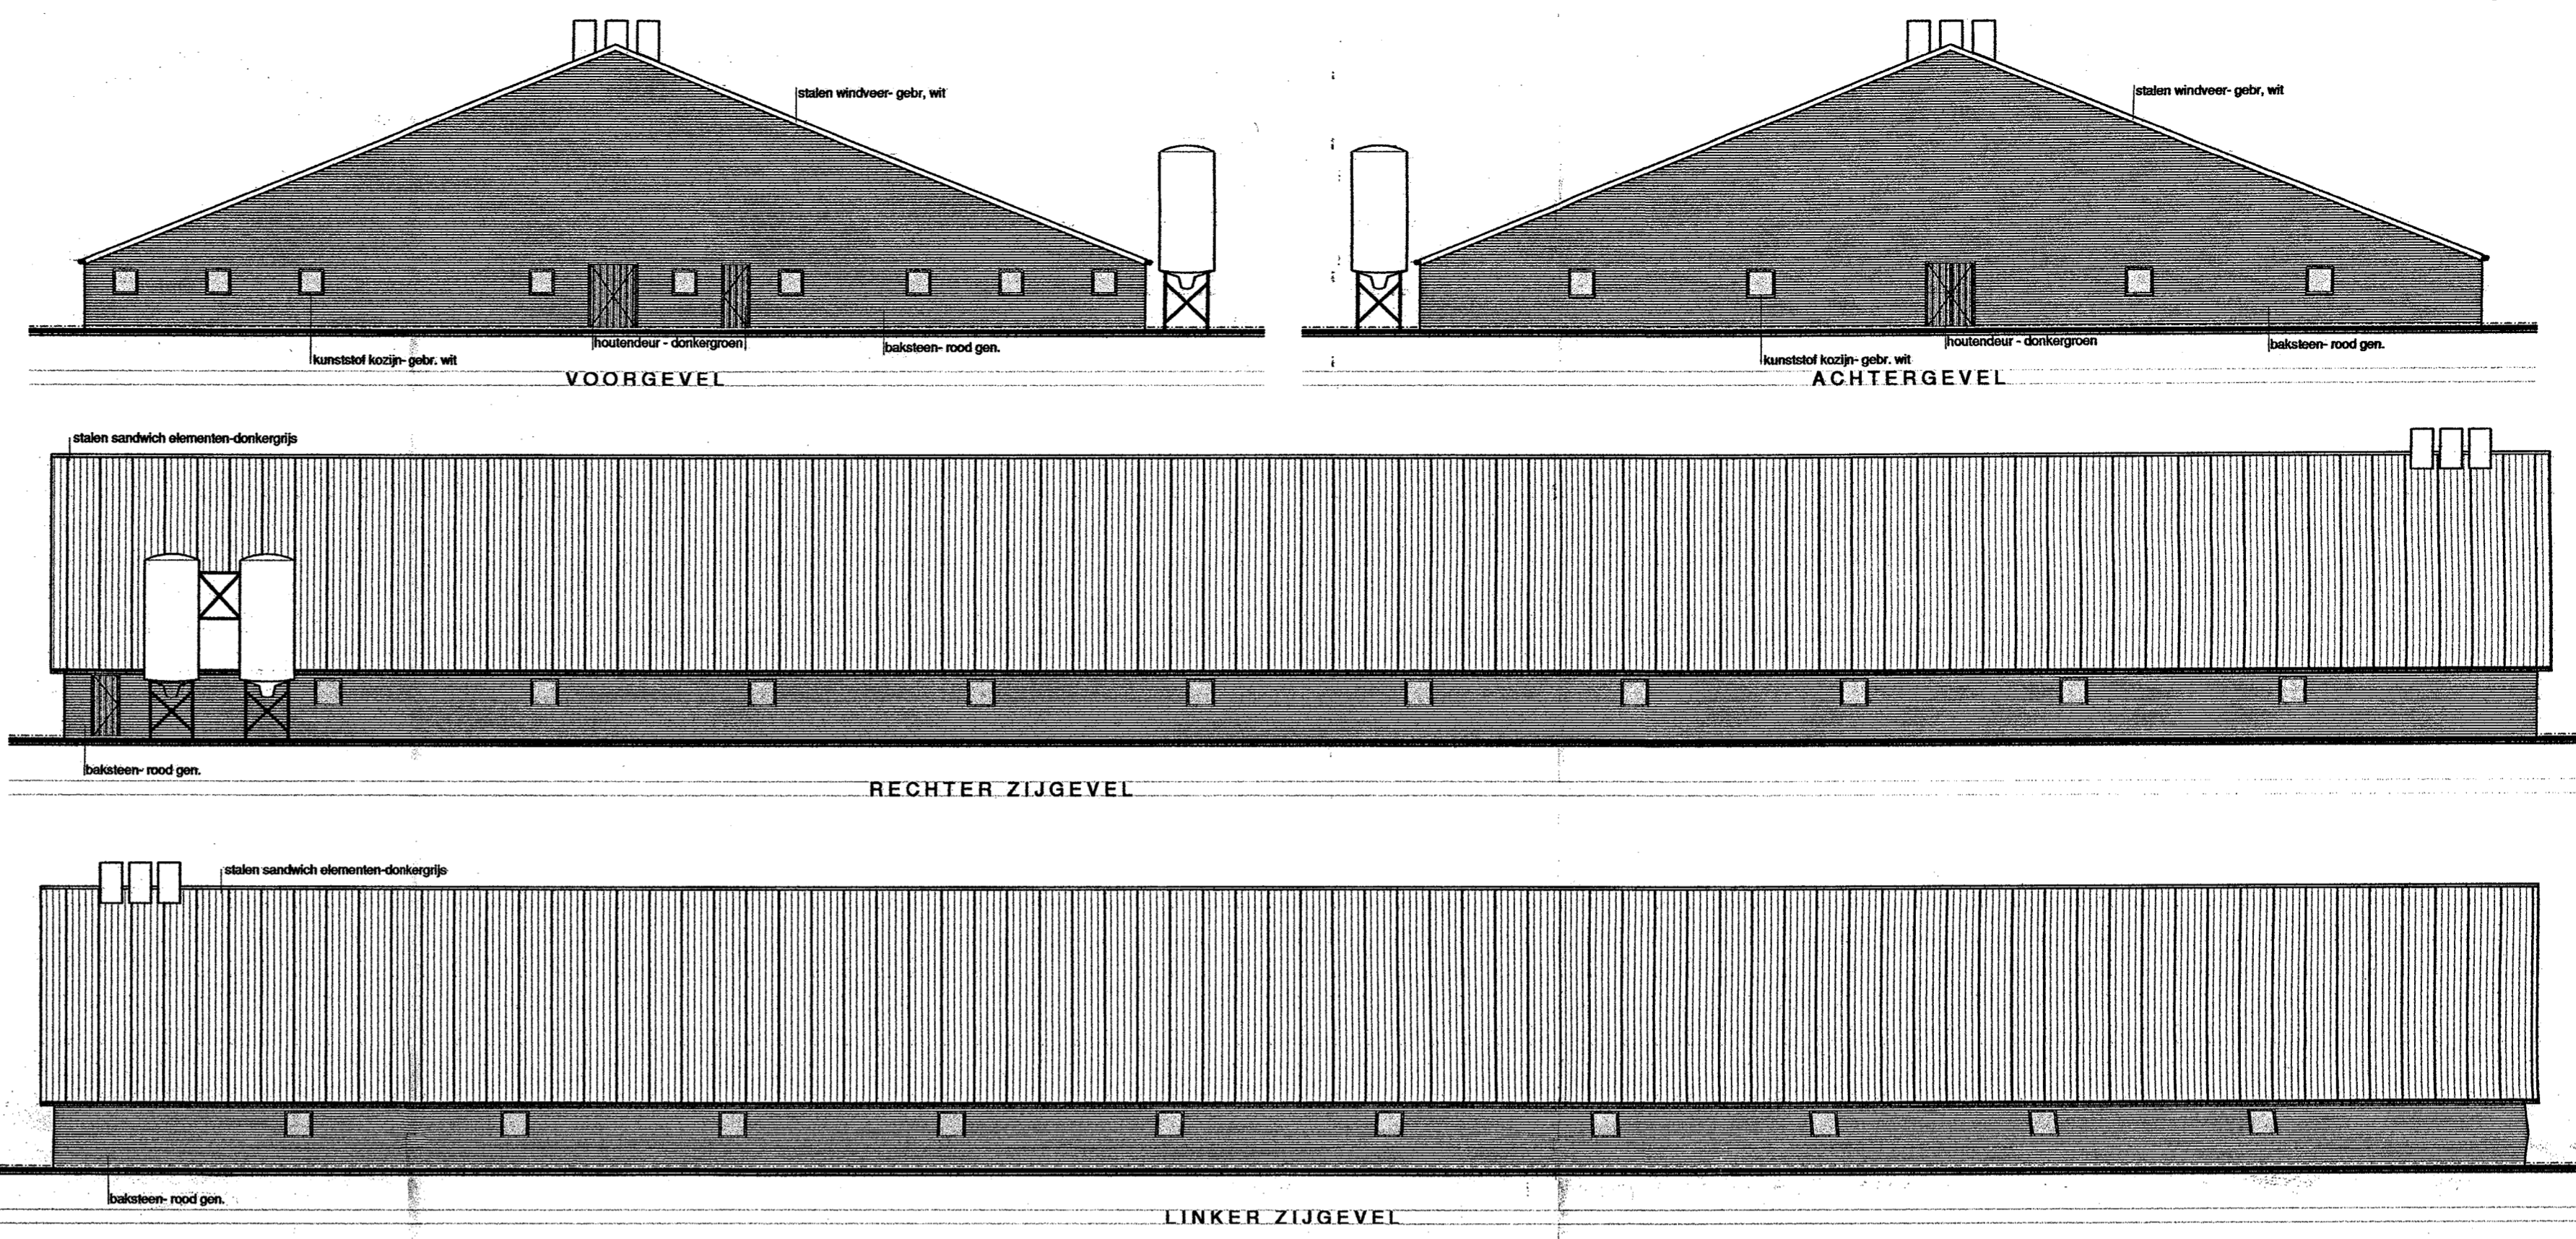 stalen windveer- gebr, wit
stalen windveer- gebr, wit
houtendeur - donkergroen
baksteen- rood gen.
kunststof kozijn- gebr. wit
VOORGEVEL
houtendeur - donkergroen
baksteen- rood gen.
kunststof kozijn- gebr. wit
ACHTERGEVEL
stalen sandwich elementen-donkergrijs
baksteen- rood gen.
RECHTER ZIJGEVEL
stalen sandwich elementen-donkergrijs
baksteen- rood gen.
LINKER ZIJGEVEL